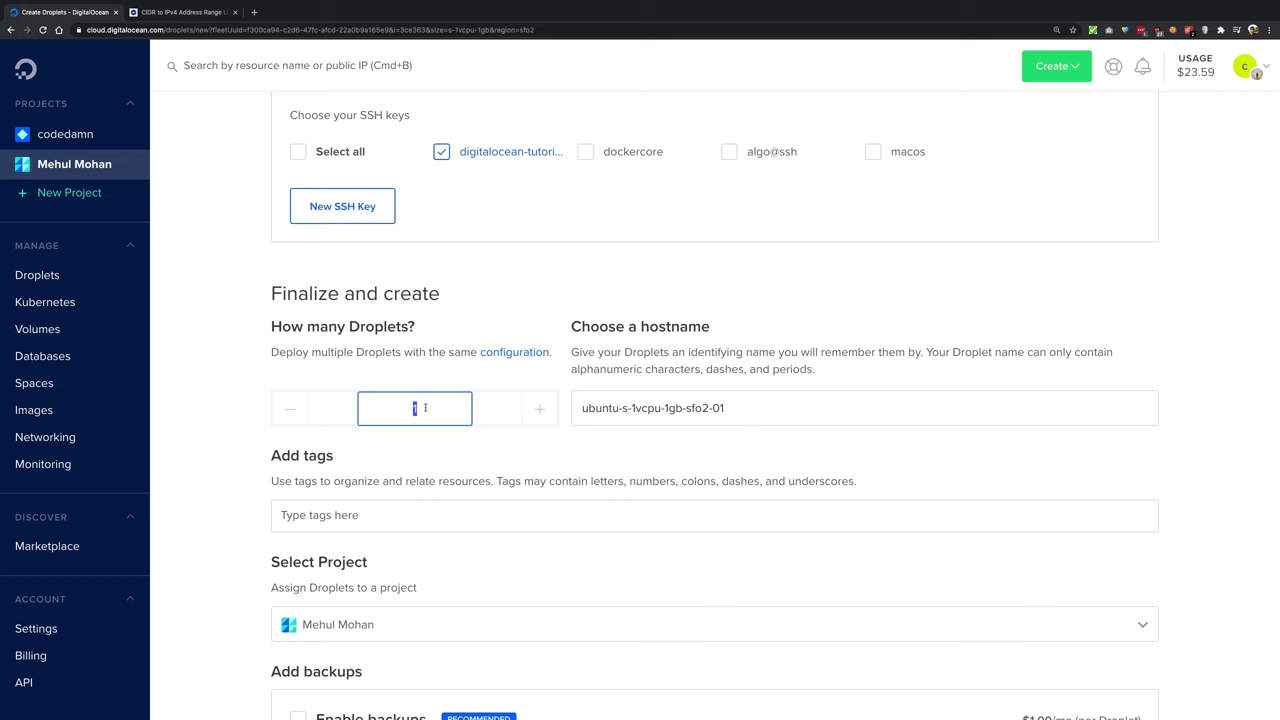 Create Droplets - DigitalOcean
CIDR to IPv4 Address Range U
cloud.digitalocean.com/droplets/new?fleetUuid=f300ca94-c2d6-47fc-afcd-22a0b9a165e9&i=3ce363&size=s-1vcpu-1gb&region=sfo2
Search by resource name or public IP (Cmd+B)
Create
USAGE
$23.59
C
PROJECTS
codedamn
Mehul Mohan
+ New Project
MANAGE
Droplets
Kubernetes
Volumes
Databases
Spaces
Images
Networking
Monitoring
DISCOVER
Marketplace
ACCOUNT
Settings
Billing
API
Choose your SSH keys
Select all
digitalocean-tutori...
dockercore
algo@ssh
macos
New SSH Key
Finalize and create
How many Droplets?
Deploy multiple Droplets with the same configuration.
1
Choose a hostname
Give your Droplets an identifying name you will remember them by. Your Droplet name can only contain
alphanumeric characters, dashes, and periods.
ubuntu-s-1vcpu-1gb-sfo2-01
Add tags
Use tags to organize and relate resources. Tags may contain letters, numbers, colons, dashes, and underscores.
Type tags here
Select Project
Assign Droplets to a project
Mehul Mohan
Add backups
Enable backups
RECOMMENDED
$1.00/mo (per Droplet)